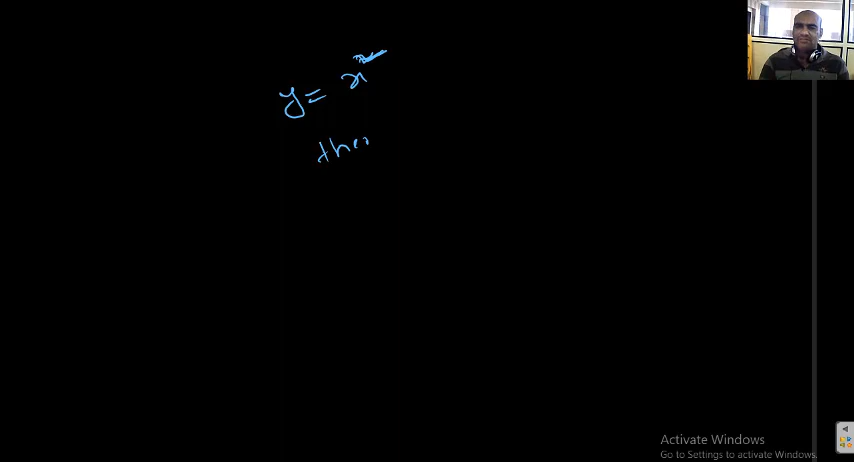 y = x
then
Activate Windows
Go to Settings to activate Windows.